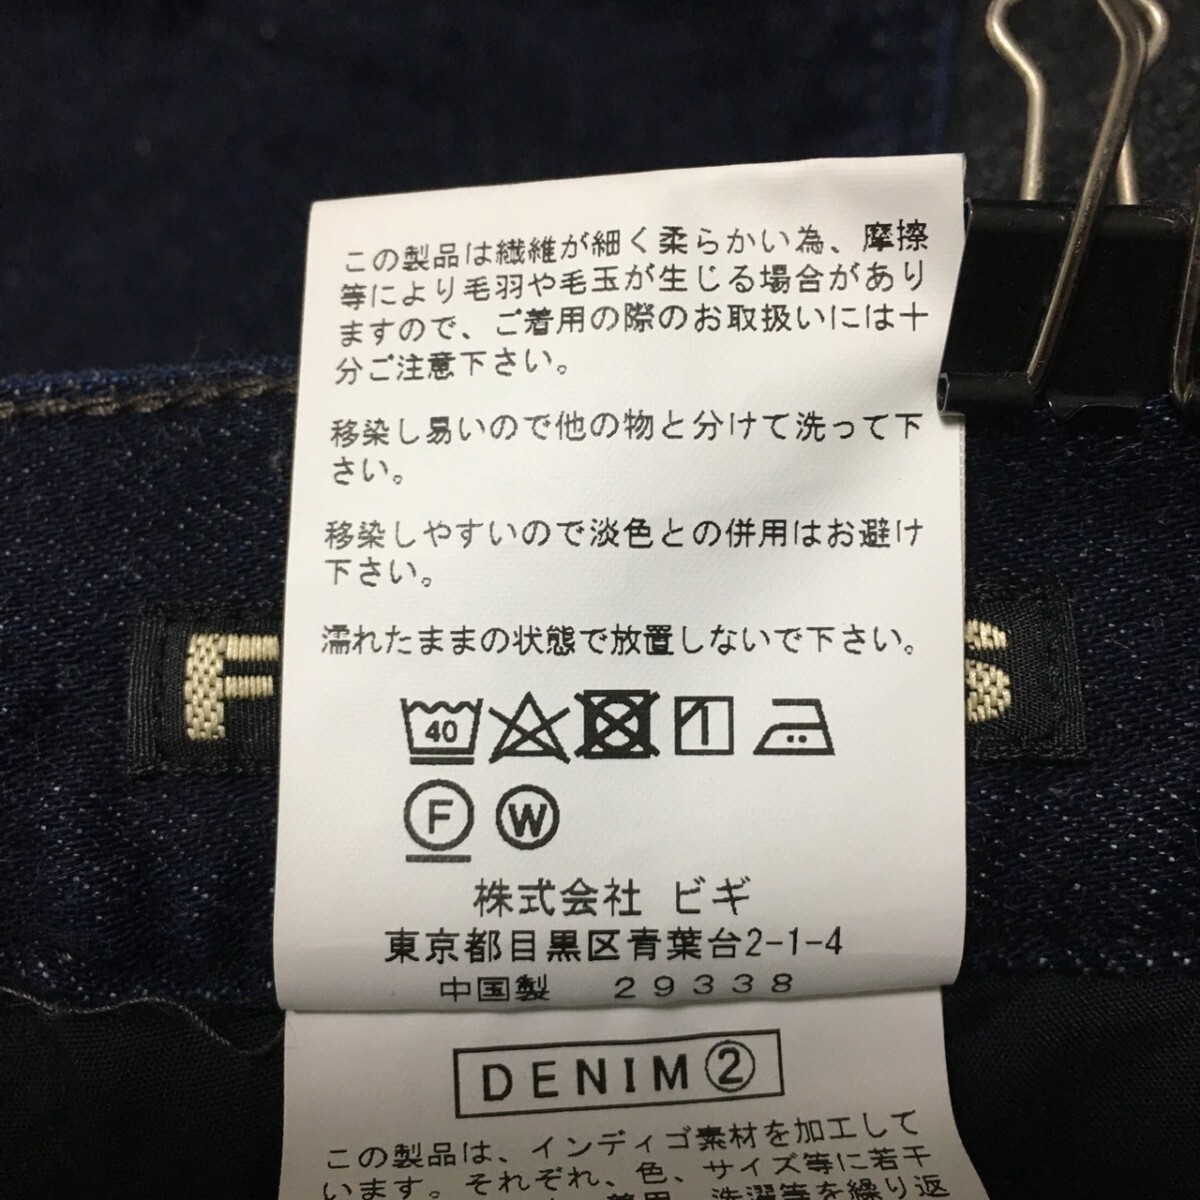 この製品は繊維が細く柔らかい為、摩擦
等により毛羽や毛玉が生じる場合があり
ますので、ご着用の際のお取扱いには十
分ご注意下さい。
移染し易いので他の物と分けて洗って下
さい。
移染しやすいので淡色との併用はお避け
下さい。
濡れたままの状態で放置しないで下さい。
40
F W
株式会社 ビギ
東京都目黒区青葉台2-1-4
中国製 29338
DENIM②
この製品は、インディゴ素材を加工して
います。それぞれ、色、サイズ等に若干
着用、洗濯等を繰り返